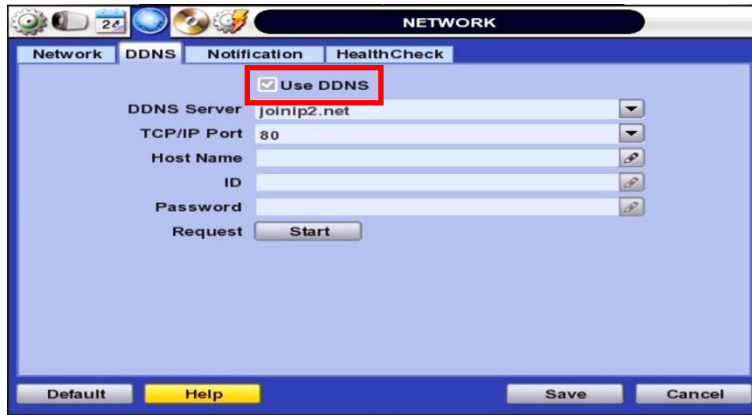 24
NETWORK
Network DDNS Notification HealthCheck
Use DDNS
DDNS Server joinip2.net
TCP/IP Port 80
Host Name
ID
Password
Request Start
Default Help Save Cancel